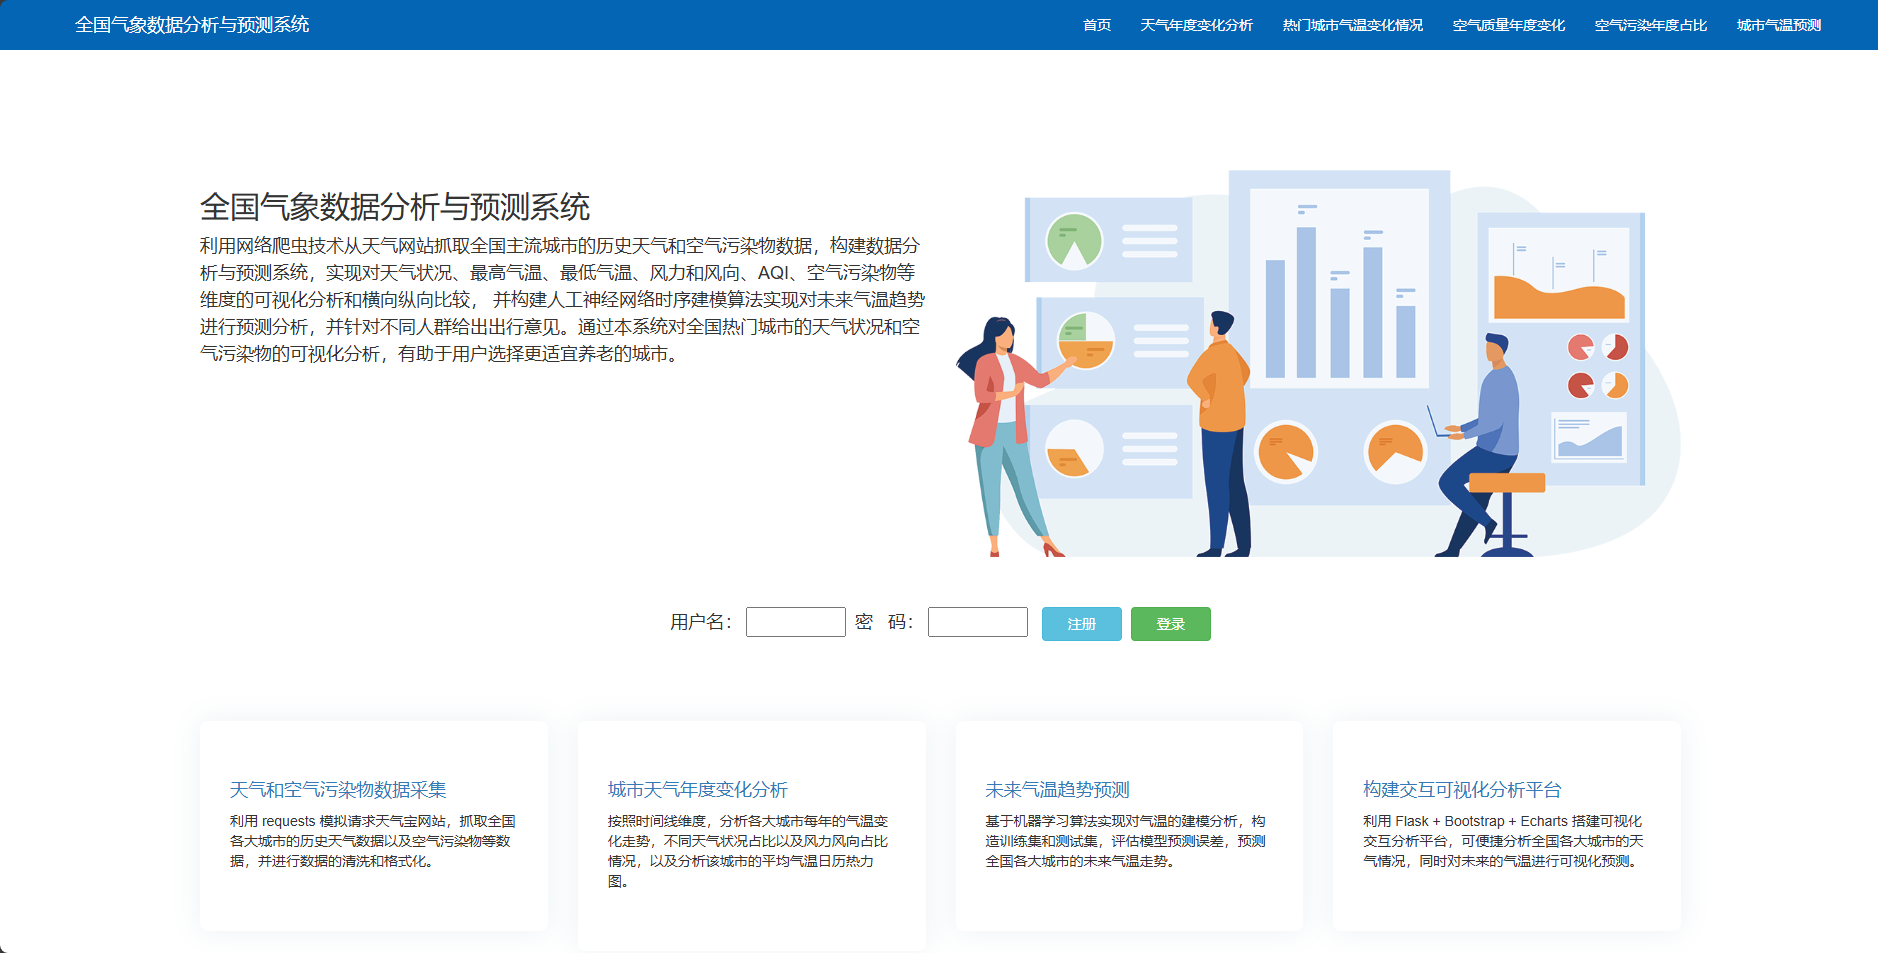 全国气象数据分析与预测系统
首页 天气年度变化分析 热门城市气温变化情况 空气质量年度变化 空气污染年度占比 城市气温预测
全国气象数据分析与预测系统
利用网络爬虫技术从天气网站抓取全国主流城市的历史天气和空气污染物数据，构建数据分
析与预测系统，实现对天气状况、最高气温、最低气温、风力和风向、AQI、空气污染物等
维度的可视化分析和横向纵向比较， 并构建人工神经网络时序建模算法实现对未来气温趋势
进行预测分析，并针对不同人群给出出行意见。通过本系统对全国热门城市的天气状况和空
气污染物的可视化分析，有助于用户选择更适宜养老的城市。
用户名： 密 码： 注册 登录
天气和空气污染物数据采集
利用 requests 模拟请求天气宝网站，抓取全国
各大城市的历史天气数据以及空气污染物等数
据，并进行数据的清洗和格式化。
城市天气年度变化分析
按照时间线维度，分析各大城市每年的气温变
化走势，不同天气状况占比以及风力风向占比
情况，以及分析该城市的平均气温日历热力
图。
未来气温趋势预测
基于机器学习算法实现对气温的建模分析，构
造训练集和测试集，评估模型预测误差，预测
全国各大城市的未来气温走势。
构建交互可视化分析平台
利用 Flask + Bootstrap + Echarts 搭建可视化
交互分析平台，可便捷分析全国各大城市的天
气情况，同时对未来的气温进行可视化预测。